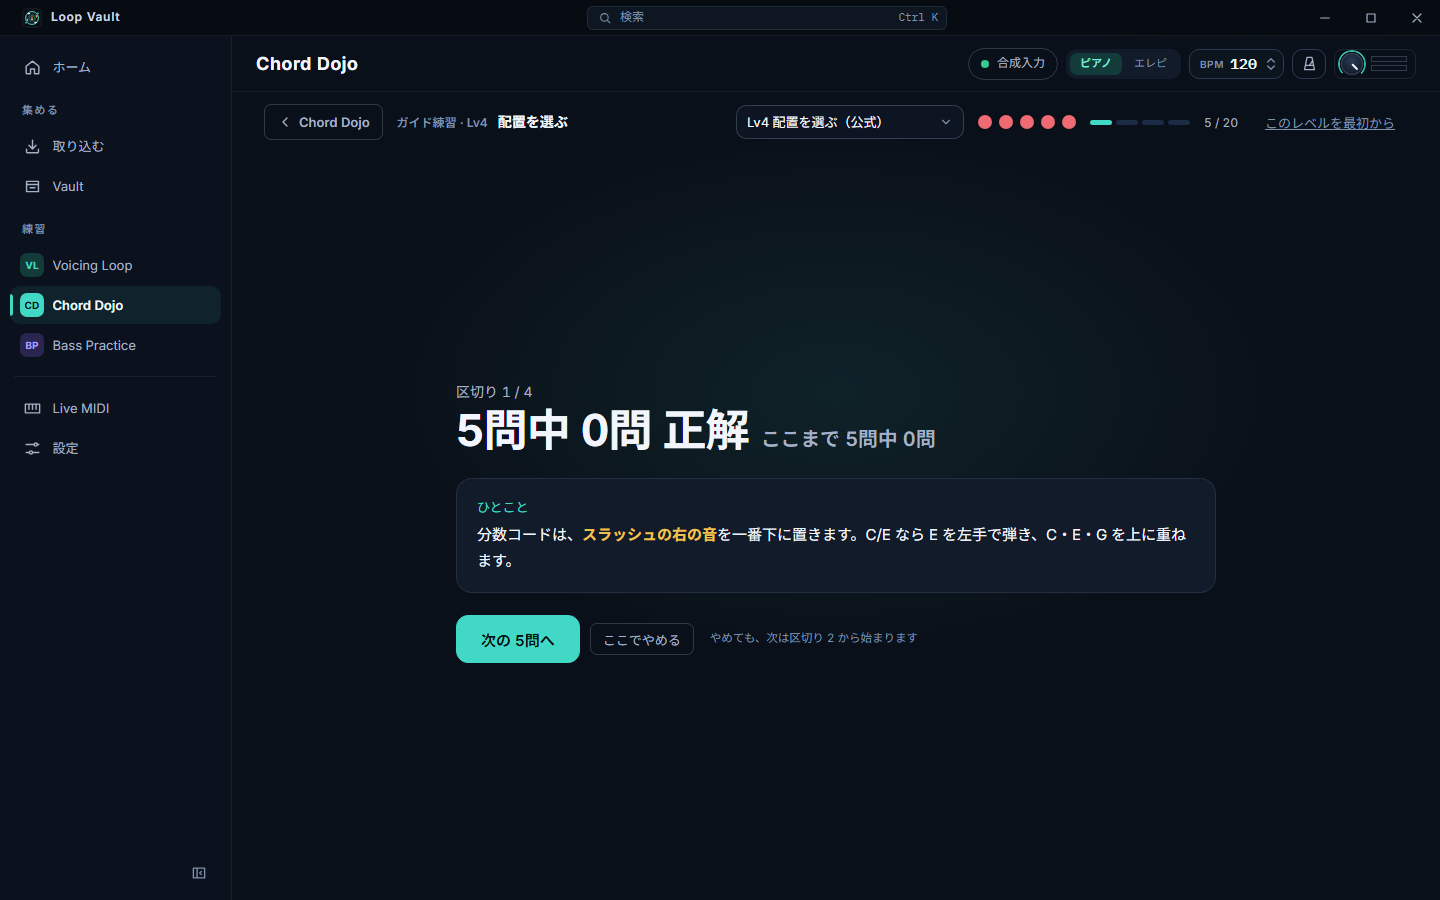 Loop Vault
検索
Ctrl K
ホーム
集める
取り込む
Vault
練習
VL Voicing Loop
CD Chord Dojo
BP Bass Practice
Live MIDI
設定
Chord Dojo
合成入力
ピアノ
エレピ
BPM 120
Chord Dojo
ガイド練習 · Lv4 配置を選ぶ
Lv4 配置を選ぶ（公式）
5 / 20
このレベルを最初から
区切り 1 / 4
5問中 0問 正解 ここまで 5問中 0問
ひとこと
分数コードは、スラッシュの右の音を一番下に置きます。C/E なら E を左手で弾き、C・E・G を上に重ね
ます。
次の 5問へ
ここでやめる
やめても、次は区切り 2 から始まります